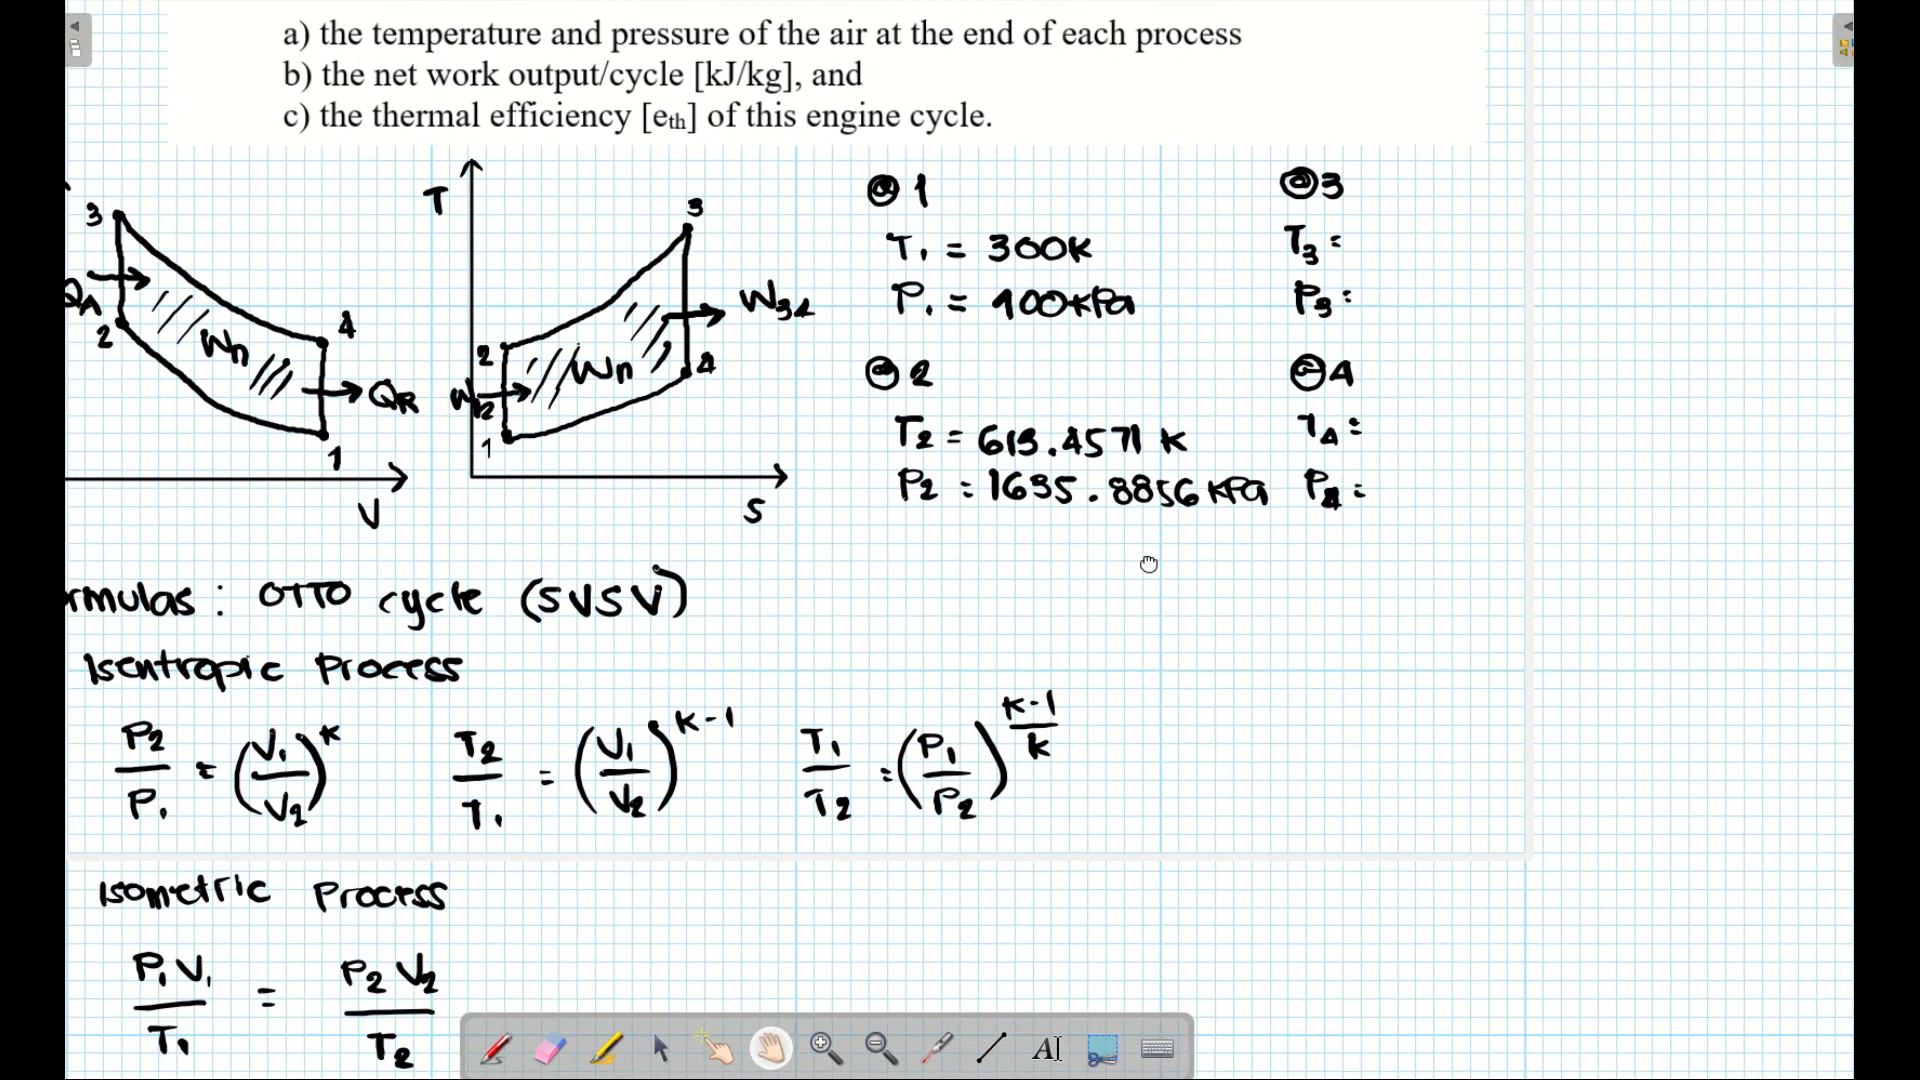 a) the temperature and pressure of the air at the end of each process
b) the net work output/cycle [kJ/kg], and
c) the thermal efficiency [eth] of this engine cycle.
3
QA
2
Wn
4
QR
1
V
T
3
W34
2
Wn
4
W12
1
S
@ 1
T1 = 300K
P1 = 100kPa
@ 2
T2 = 613.4571 K
P2 = 1635.8856 kPa
@ 3
T3 =
P3 =
@ 4
T4 =
P4 =
rmulas: OTTO cycle (SVSV)
Isentropic Process
P2/P1 = (V1/V2)^k
T2/T1 = (V1/V2)^k-1
T1/T2 = (P1/P2)^k-1/k
Isometric Process
P1V1/T1 = P2V2/T2
AI